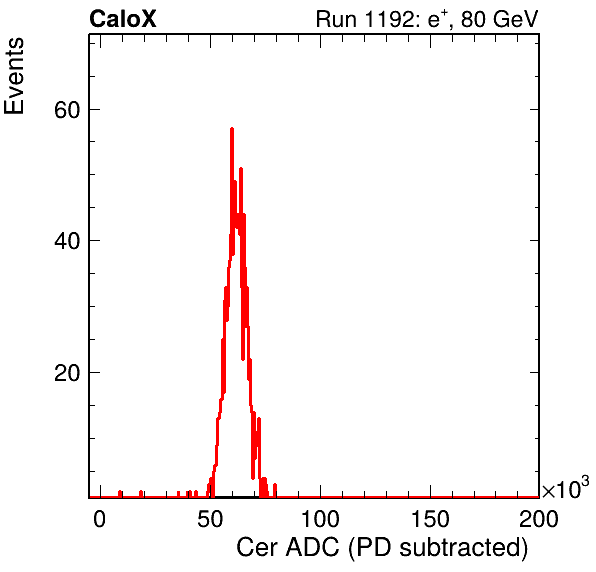 CaloX Run 1192: e⁺, 80 GeV
Events
60
40
20
0 50 100 150 200
×10³
Cer ADC (PD subtracted)